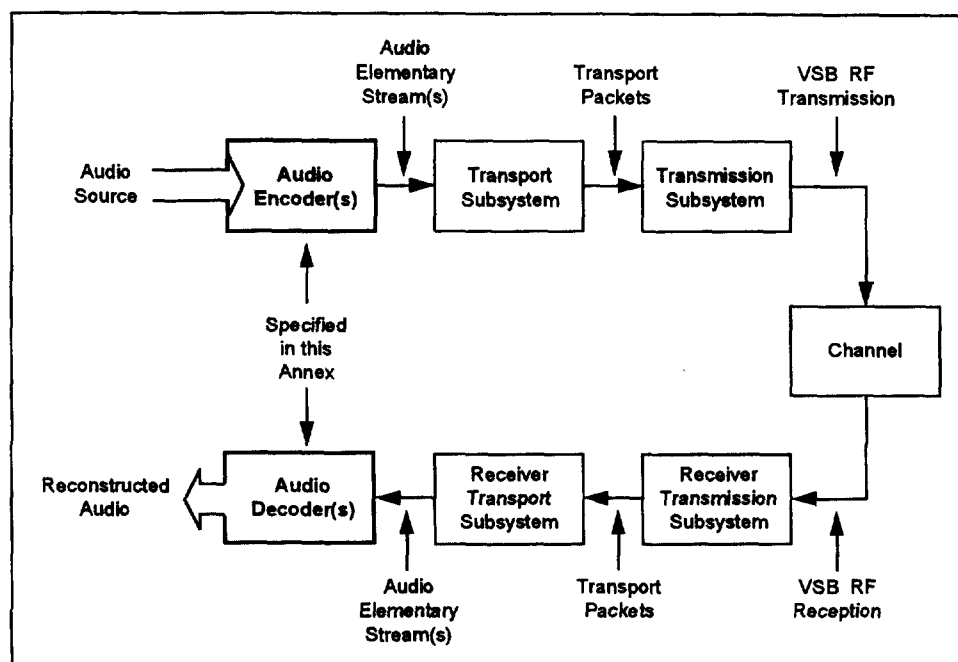 Audio
Elementary
Stream(s)
Transport
Packets
VSB RF
Transmission
Audio
Source
Audio
Encoder(s)
Transport
Subsystem
Transmission
Subsystem
Specified
in this
Annex
Channel
Reconstructed
Audio
Audio
Decoder(s)
Receiver
Transport
Subsystem
Receiver
Transmission
Subsystem
Audio
Elementary
Stream(s)
Transport
Packets
VSB RF
Reception